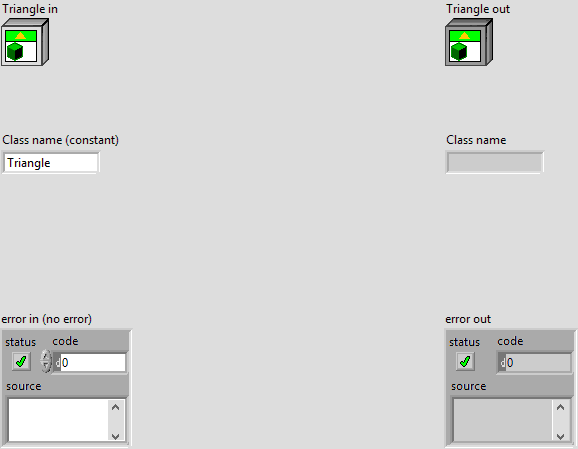 Triangle in
Triangle out
Class name (constant)
Class name
Triangle
error in (no error)
error out
status
code
status
code
d
0
d
0
source
source